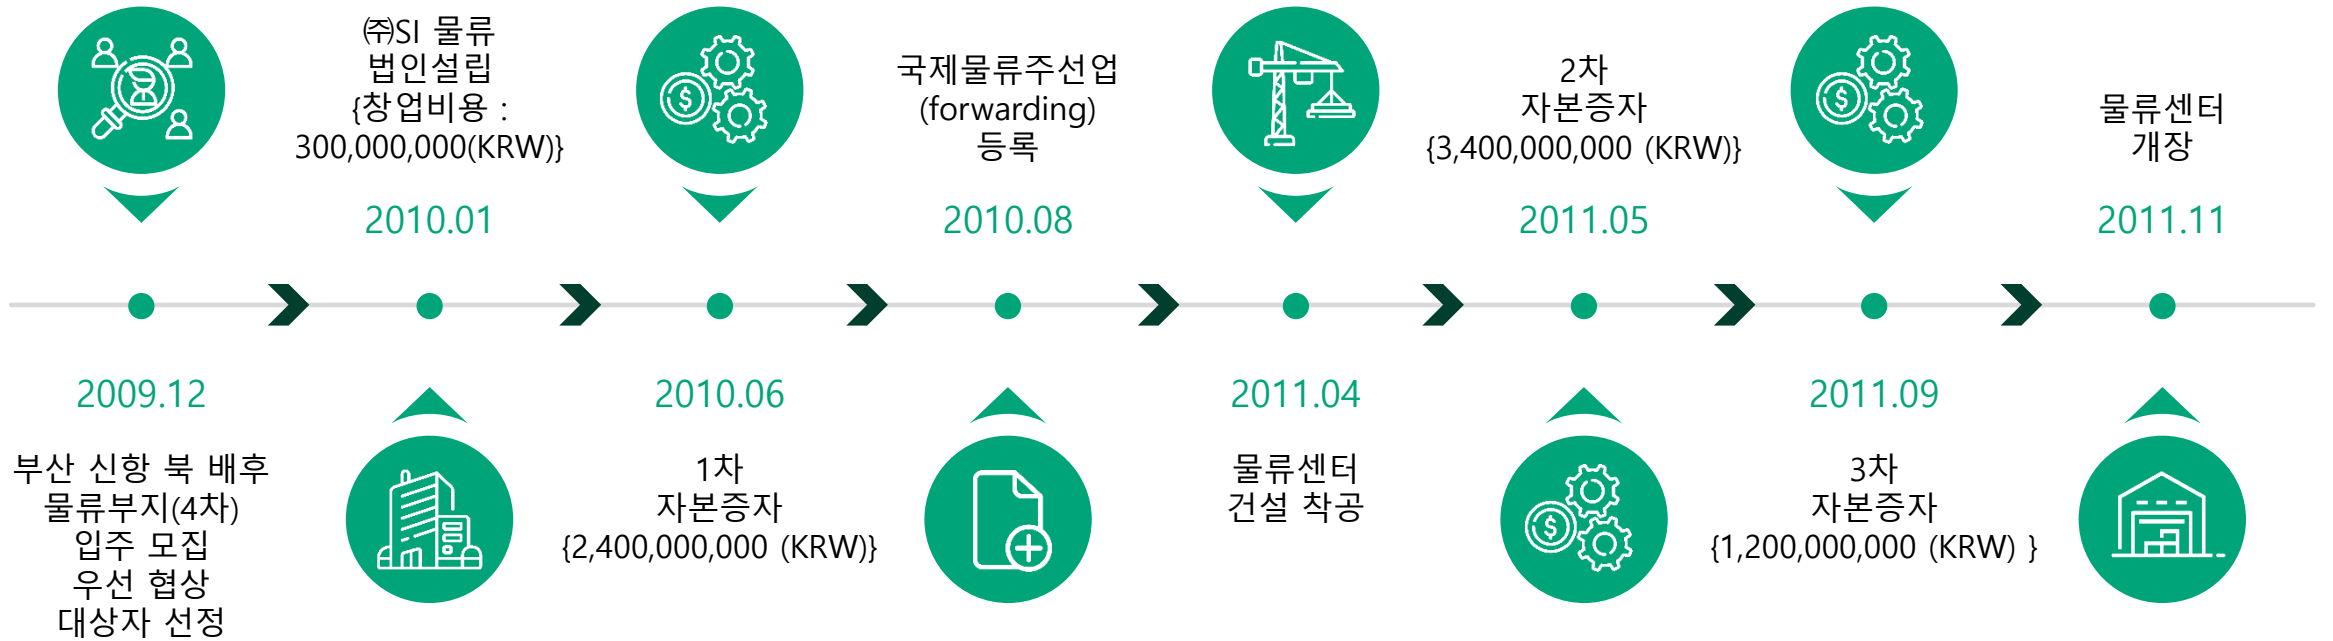 2009.12
부산 신항 북 배후
물류부지(4차)
입주 모집
우선 협상
대상자 선정
㈜SI 물류
법인설립
{창업비용 :
300,000,000(KRW)}
2010.01
2010.06
1차
자본증자
{2,400,000,000 (KRW)}
국제물류주선업
(forwarding)
등록
2010.08
2011.04
물류센터
건설 착공
2차
자본증자
{3,400,000,000 (KRW)}
2011.05
2011.09
3차
자본증자
{1,200,000,000 (KRW) }
물류센터
개장
2011.11